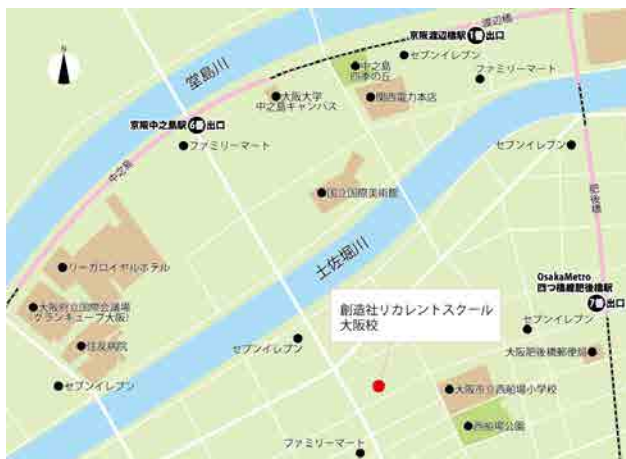 渡辺橋
京阪渡辺橋駅1番出口
セブンイレブン
N
堂島川
中之島
四季の丘
ファミリーマート
大阪大学
中之島キャンパス
関西電力本店
京阪中之島駅6番出口
ファミリーマート
セブンイレブン
中之島
国立国際美術館
肥後橋
土佐堀川
リーガロイヤルホテル
OsakaMetro
四つ橋線肥後橋駅
7番出口
大阪府立国際会議場
(グランキューブ大阪)
創造社リカレントスクール
大阪校
セブンイレブン
住友病院
セブンイレブン
大阪肥後橋郵便局
セブンイレブン
大阪市立西船場小学校
西船場公園
ファミリーマート